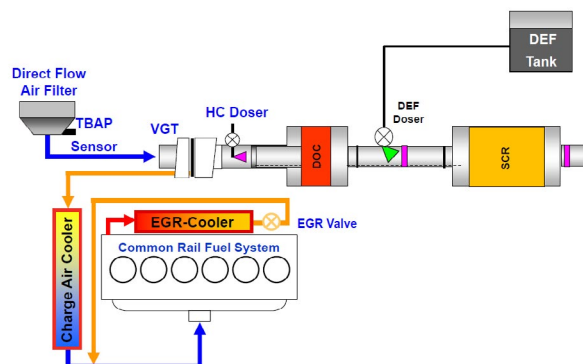 DEF
Tank
Direct Flow
Air Filter
TBAP
Sensor
VGT
HC Doser
DEF
Doser
DOC
SCR
EGR-Cooler
EGR Valve
Common Rail Fuel System
Charge Air Cooler